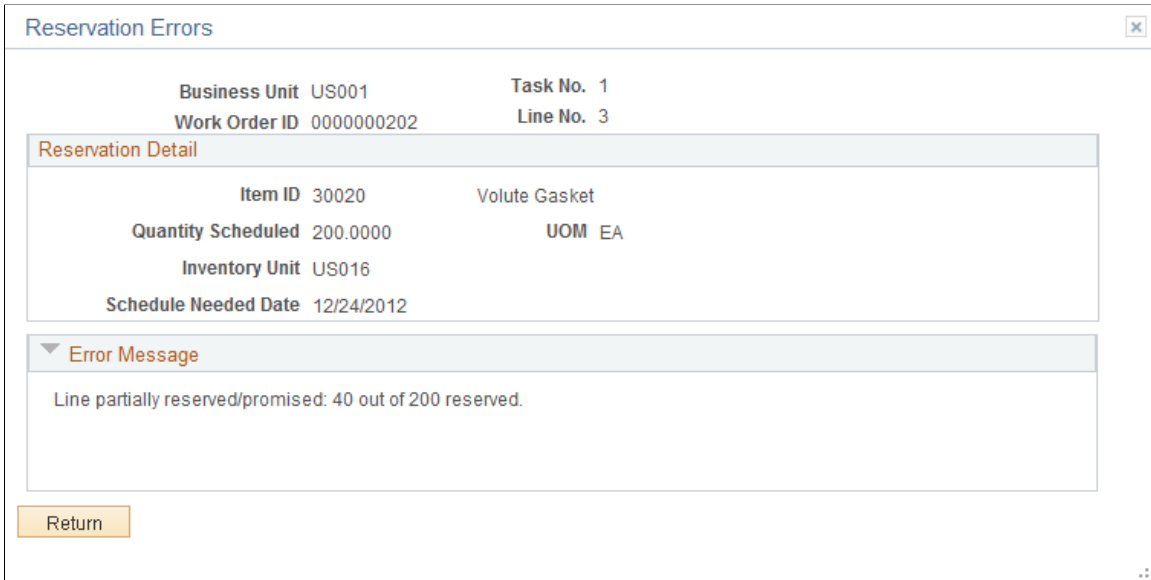 Reservation Errors
Business Unit US001 Task No. 1
Work Order ID 0000000202 Line No. 3
Reservation Detail
Item ID 30020 Volute Gasket
Quantity Scheduled 200.0000 UOM EA
Inventory Unit US016
Schedule Needed Date 12/24/2012
Error Message
Line partially reserved/promised: 40 out of 200 reserved.
Return